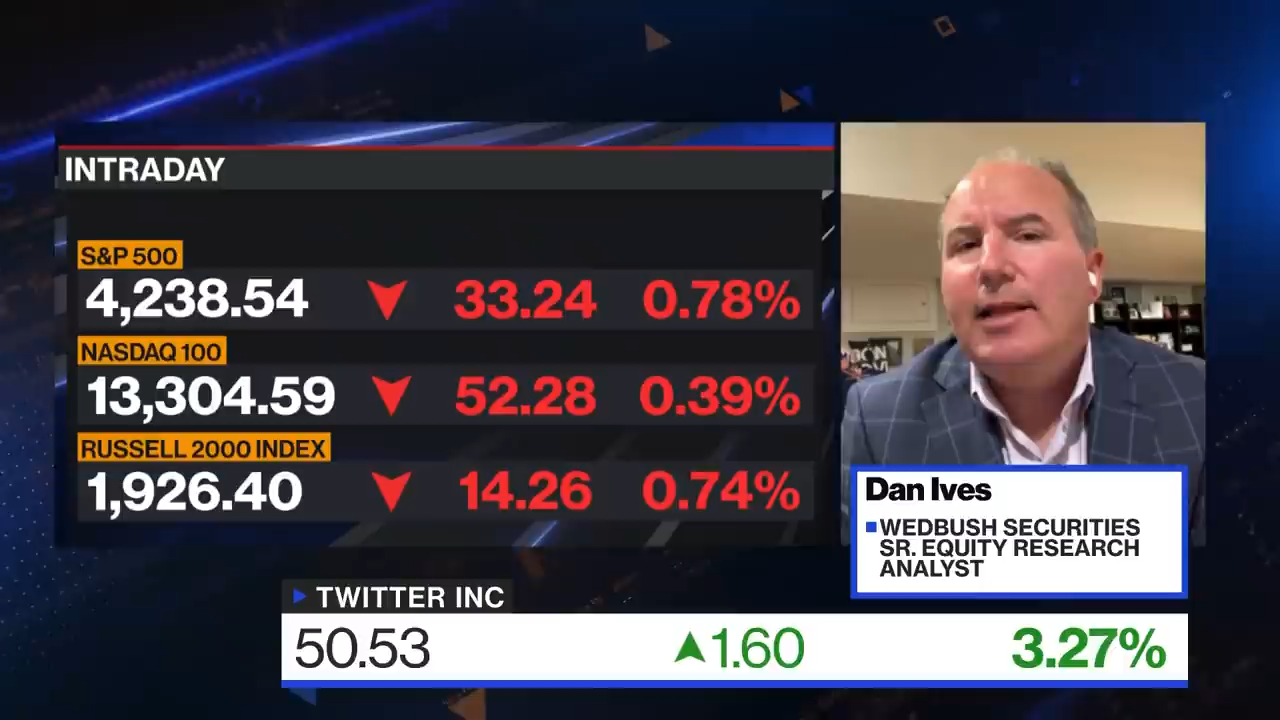 INTRADAY
S&P 500
4,238.54 ▼ 33.24 0.78%
NASDAQ 100
13,304.59 ▼ 52.28 0.39%
RUSSELL 2000 INDEX
1,926.40 ▼ 14.26 0.74%
Dan Ives
WEDBUSH SECURITIES
SR. EQUITY RESEARCH
ANALYST
TWITTER INC
50.53 ▲1.60 3.27%